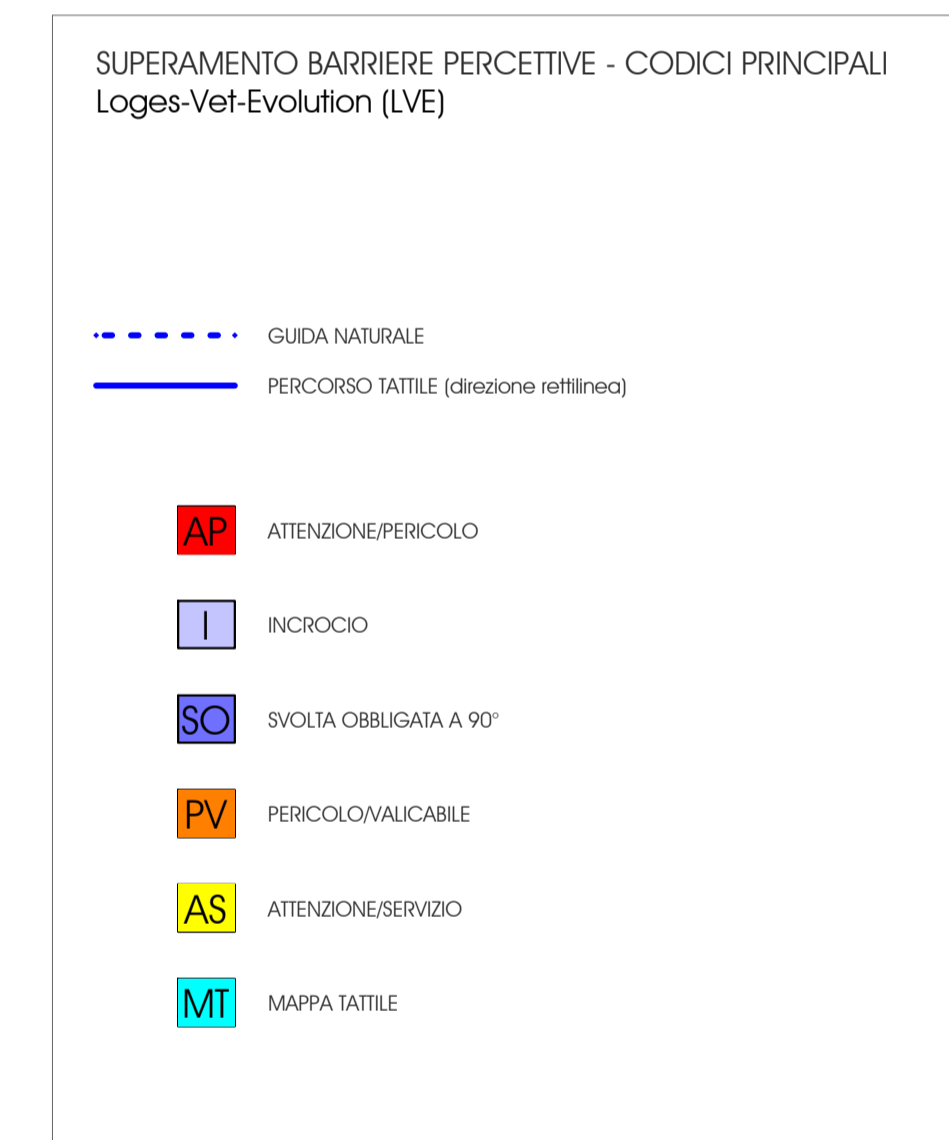 SUPERAMENTO BARRIERE PERCETTIVE - CODICI PRINCIPALI
Loges-Vet-Evolution (LVE)
GUIDA NATURALE
PERCORSO TATTILE (direzione rettilinea)
AP ATTENZIONE/PERICOLO
I INCROCIO
SO SVOLTA OBBLIGATA A 90°
PV PERICOLO/VALICABILE
AS ATTENZIONE/SERVIZIO
MT MAPPA TATTILE